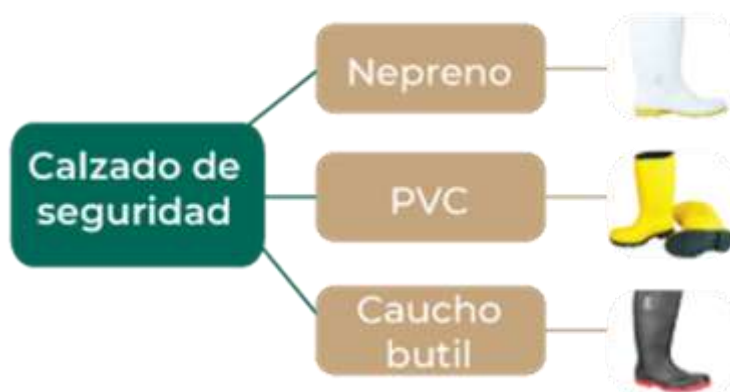 Nepreno
Calzado de
seguridad
PVC
Caucho
butil